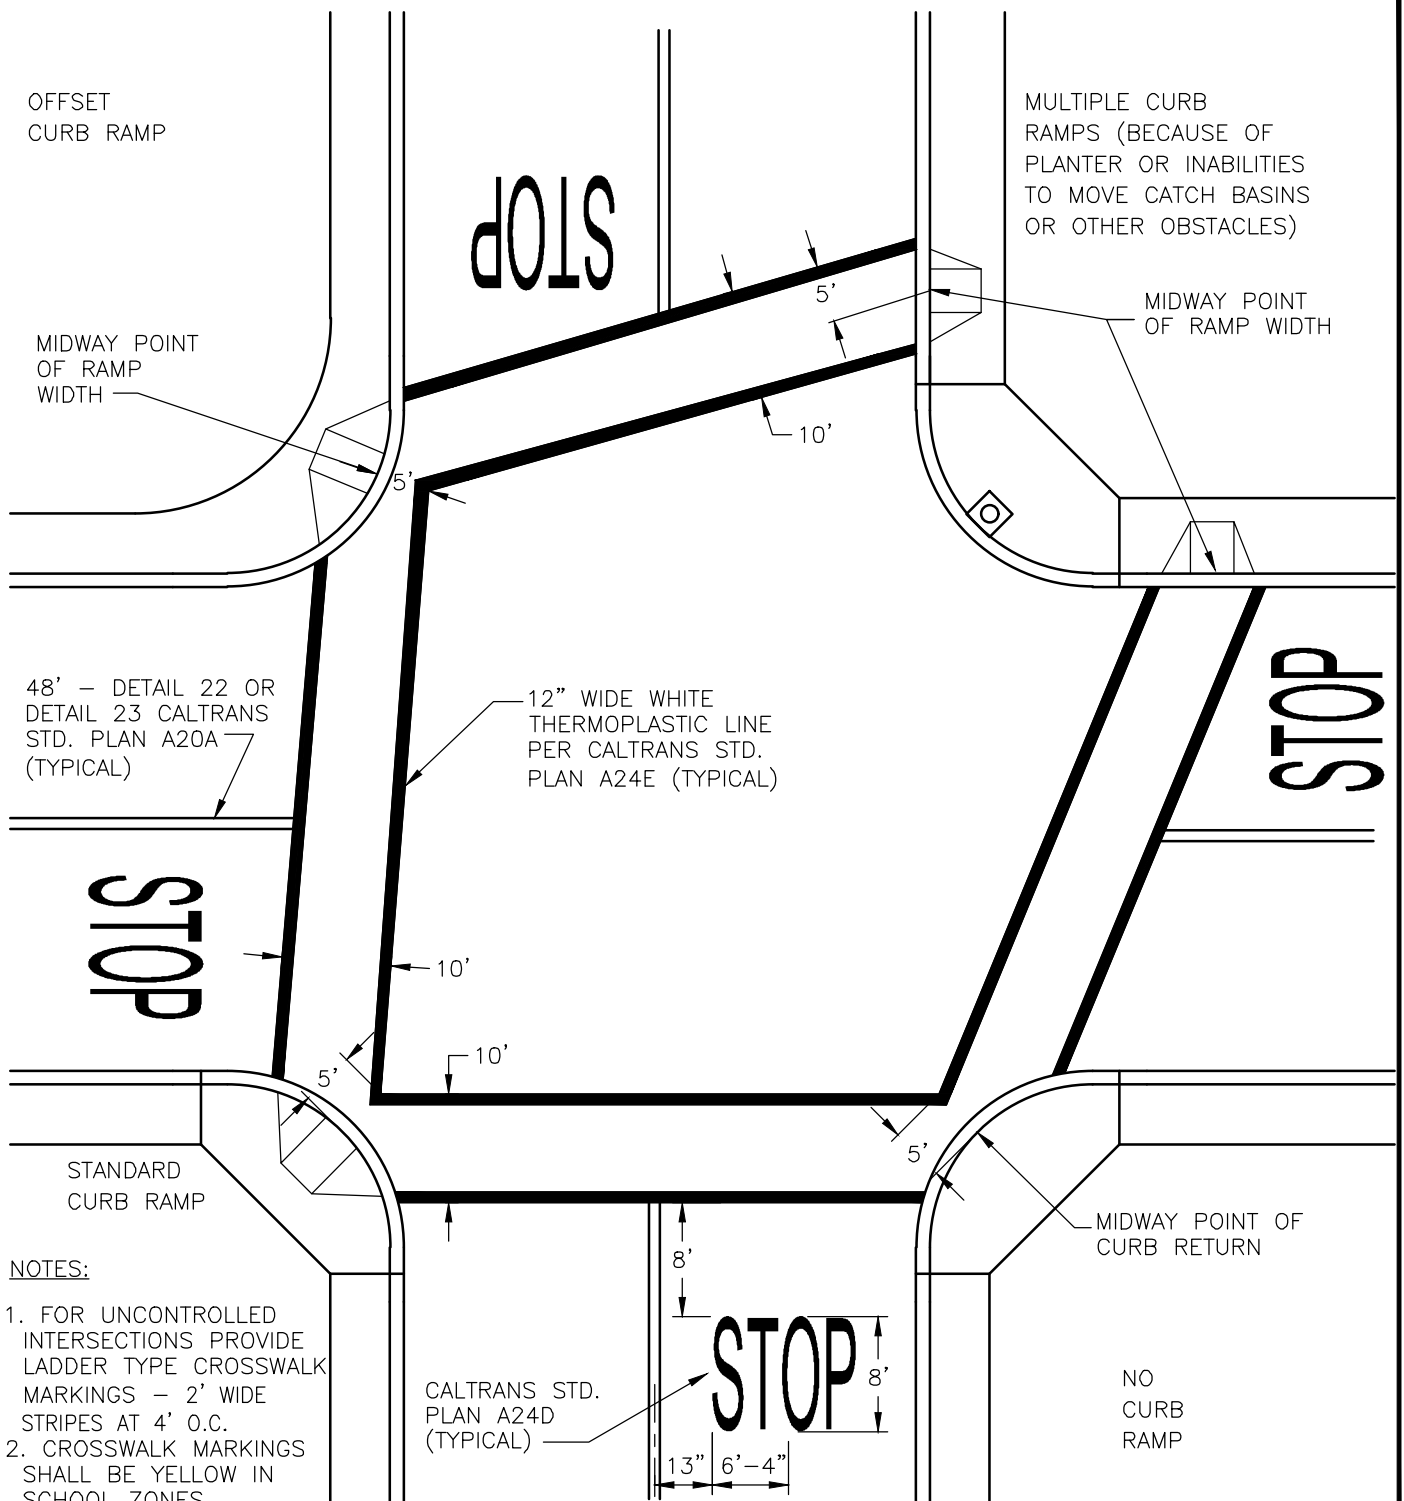 OFFSET
CURB RAMP
MULTIPLE CURB
RAMPS (BECAUSE OF
PLANTER OR INABILITIES
TO MOVE CATCH BASINS
OR OTHER OBSTACLES)
STOP
5'
MIDWAY POINT
OF RAMP WIDTH
MIDWAY POINT
OF RAMP
WIDTH
10'
5'
48' – DETAIL 22 OR
DETAIL 23 CALTRANS
STD. PLAN A20A
(TYPICAL)
12" WIDE WHITE
THERMOPLASTIC LINE
PER CALTRANS STD.
PLAN A24E (TYPICAL)
STOP
STOP
10'
10'
5'
5'
STANDARD
CURB RAMP
MIDWAY POINT OF
CURB RETURN
8'
STOP
8'
CALTRANS STD.
PLAN A24D
(TYPICAL)
13" 6'-4"
NO
CURB
RAMP
NOTES:
1. FOR UNCONTROLLED
INTERSECTIONS PROVIDE
LADDER TYPE CROSSWALK
MARKINGS – 2' WIDE
STRIPES AT 4' O.C.
2. CROSSWALK MARKINGS
SHALL BE YELLOW IN
SCHOOL ZONES